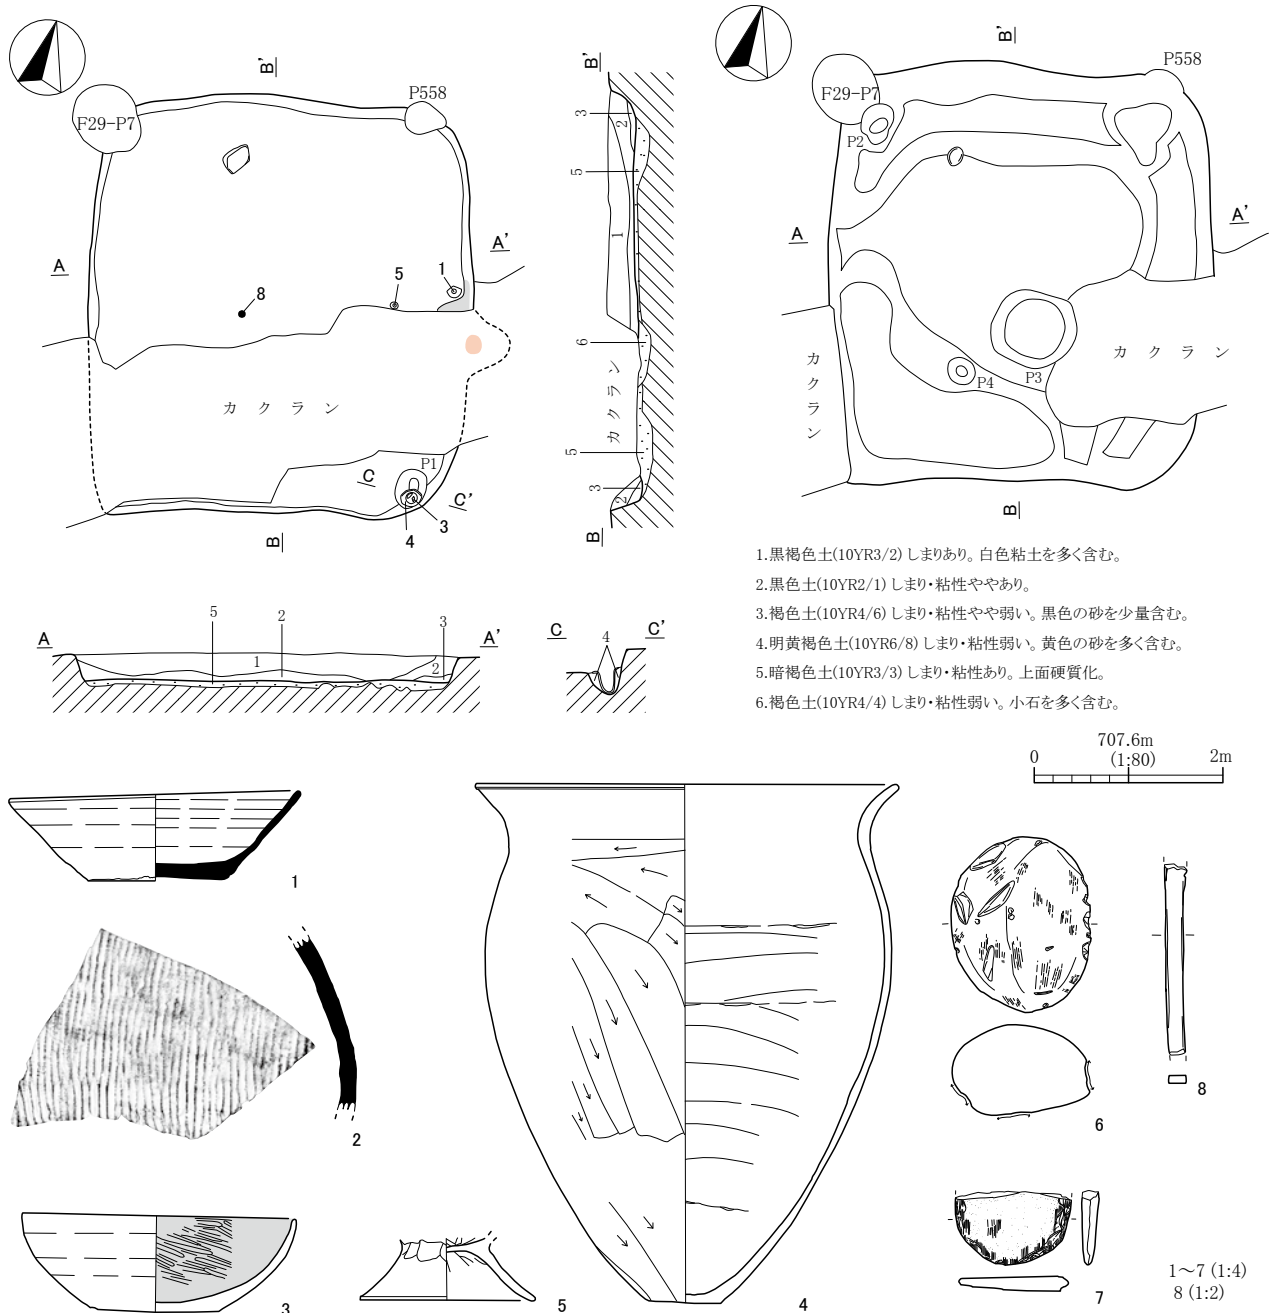 B'
F29-P7
P558
A
A'
1
5
8
カクラン
P1
C
C'
3
4
B
B'
3
2
5
1
6
カクラン
5
3
2
B
B'
P558
F29-P7
P2
A
A'
カクラン
P4
P3
カクラン
B
1.黒褐色土(10YR3/2)しまりあり。白色粘土を多く含む。
2.黒色土(10YR2/1)しまり・粘性ややあり。
3.褐色土(10YR4/6)しまり・粘性やや弱い。黒色の砂を少量含む。
4.明黄褐色土(10YR6/8)しまり・粘性弱い。黄色の砂を多く含む。
5.暗褐色土(10YR3/3)しまり・粘性あり。上面硬質化。
6.褐色土(10YR4/4)しまり・粘性弱い。小石を多く含む。
A
5
2
3
A'
1
2
C
4
C'
707.6m
0
(1:80)
2m
1
2
3
5
4
6
8
7
1～7 (1:4)
8 (1:2)